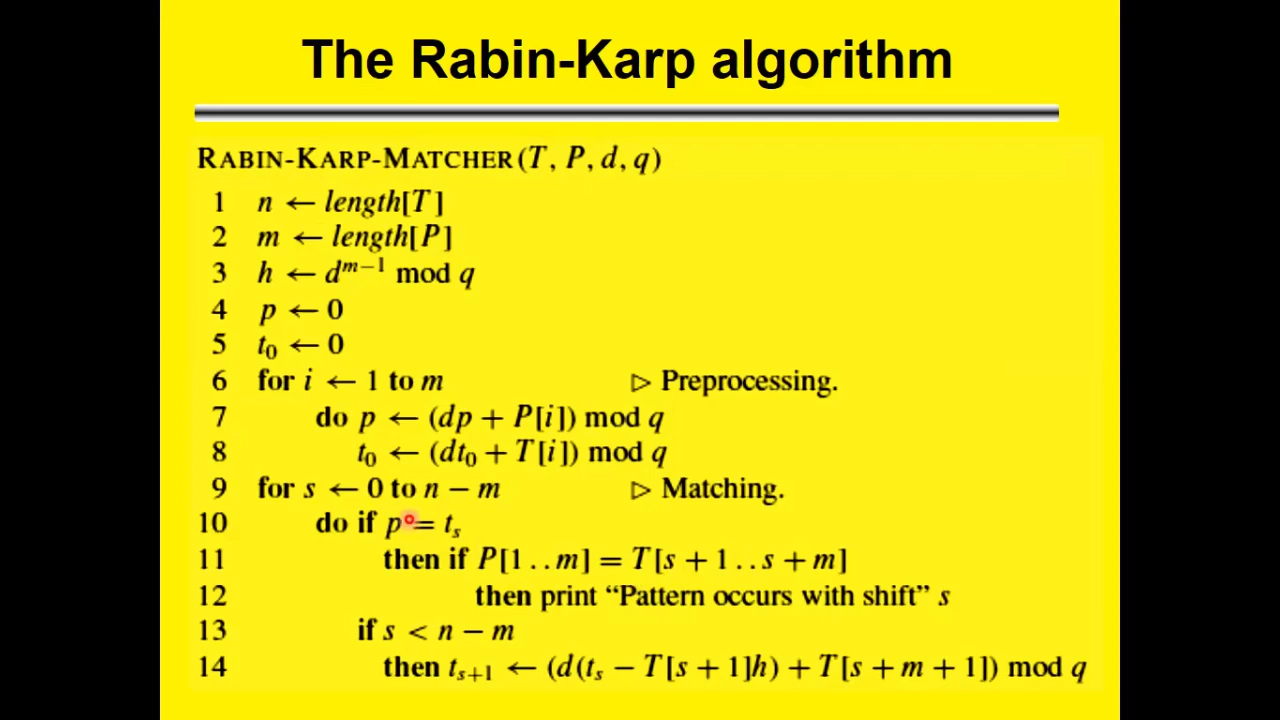 The Rabin-Karp algorithm
RABIN-KARP-MATCHER(T, P, d, q)
1 n ← length[T]
2 m ← length[P]
3 h ← d^{m−1} mod q
4 p ← 0
5 t₀ ← 0
6 for i ← 1 to m ▷ Preprocessing.
7 do p ← (dp + P[i]) mod q
8 t₀ ← (dt₀ + T[i]) mod q
9 for s ← 0 to n − m ▷ Matching.
10 do if p = tₛ
11 then if P[1 . . m] = T[s + 1 . . s + m]
12 then print “Pattern occurs with shift” s
13 if s < n − m
14 then tₛ₊₁ ← (d(tₛ − T[s + 1]h) + T[s + m + 1]) mod q